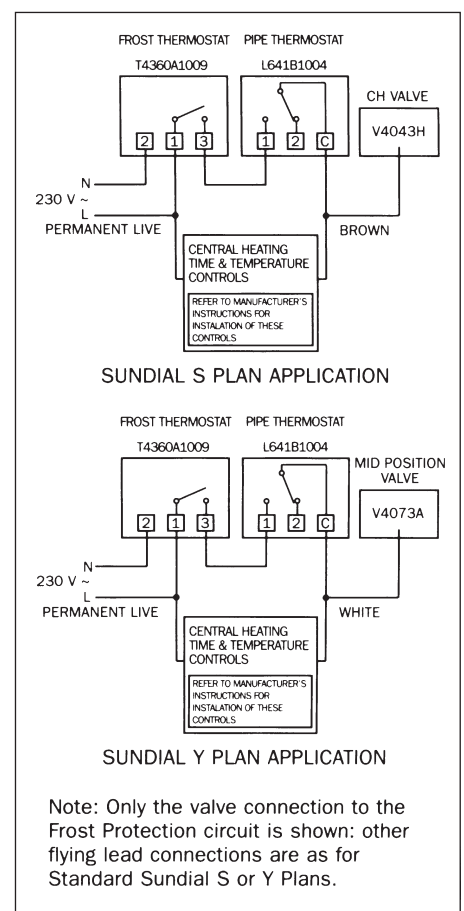 FROST THERMOSTAT PIPE THERMOSTAT
T4360A1009 L641B1004
CH VALVE
V4043H
2 1 3 1 2 C
N
230 V ~
L
PERMANENT LIVE
BROWN
CENTRAL HEATING
TIME & TEMPERATURE
CONTROLS
REFER TO MANUFACTURER'S
INSTRUCTIONS FOR
INSTALATION OF THESE
CONTROLS
SUNDIAL S PLAN APPLICATION
FROST THERMOSTAT PIPE THERMOSTAT
T4360A1009 L641B1004
MID POSITION
VALVE
V4073A
2 1 3 1 2 C
N
230 V ~
L
PERMANENT LIVE
WHITE
CENTRAL HEATING
TIME & TEMPERATURE
CONTROLS
REFER TO MANUFACTURER'S
INSTRUCTIONS FOR
INSTALATION OF THESE
CONTROLS
SUNDIAL Y PLAN APPLICATION
Note: Only the valve connection to the
Frost Protection circuit is shown: other
flying lead connections are as for
Standard Sundial S or Y Plans.